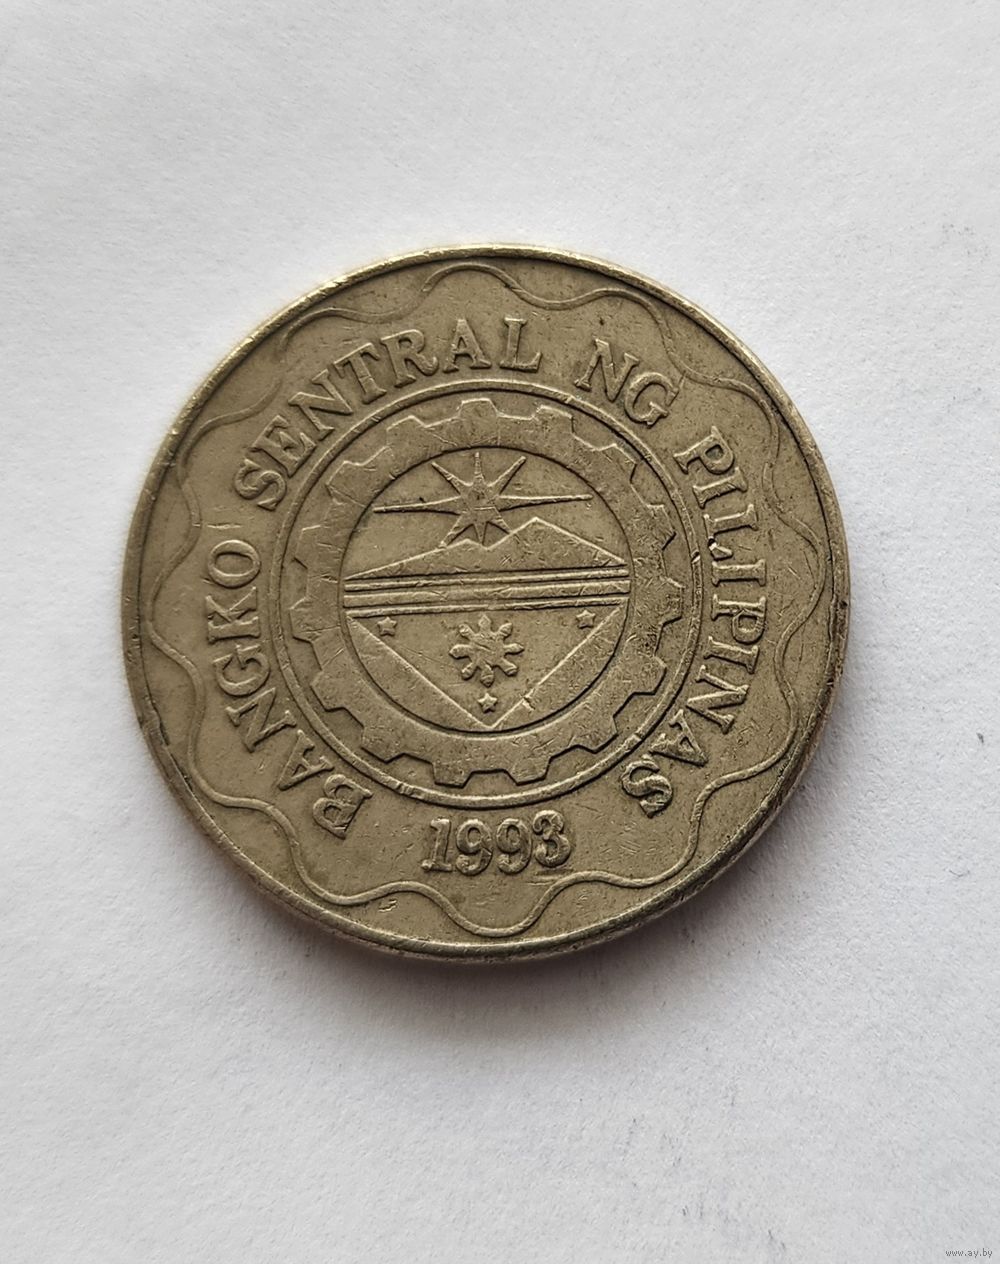 BANGKO SENTRAL NG PILIPINAS
1993
www.ay.by